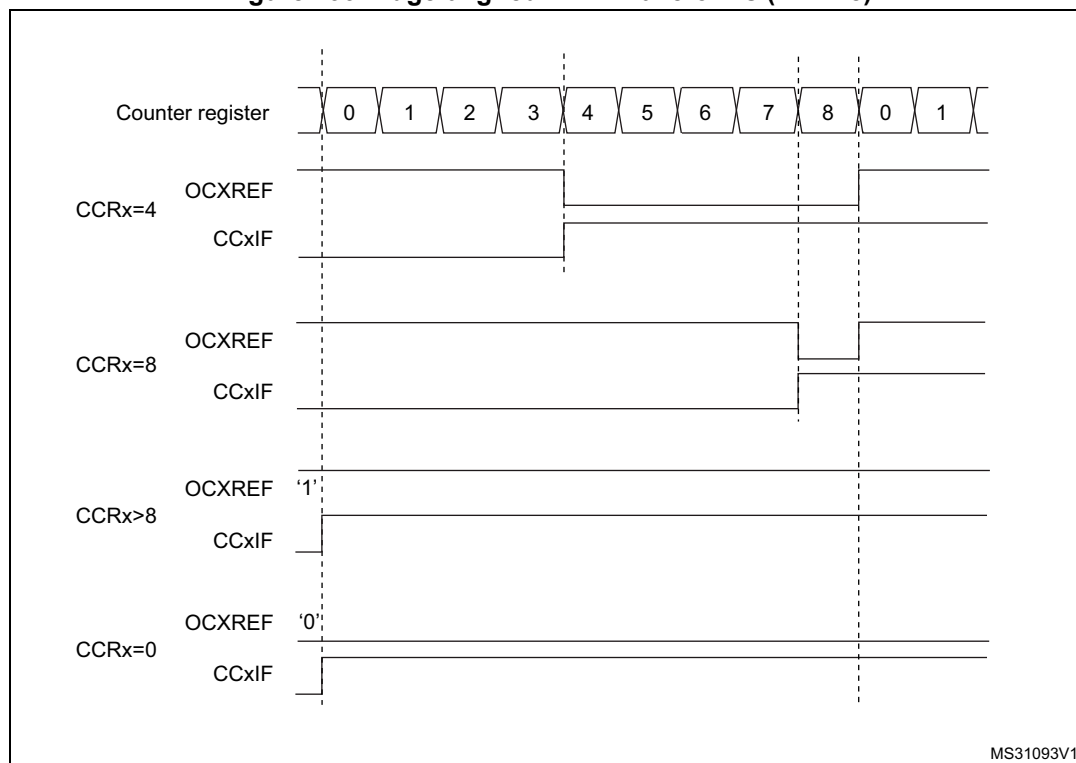 Counter register 0 1 2 3 4 5 6 7 8 0 1
OCXREF
CCRx=4
CCxIF
OCXREF
CCRx=8
CCxIF
OCXREF ‘1’
CCRx>8
CCxIF
OCXREF ‘0’
CCRx=0
CCxIF
MS31093V1